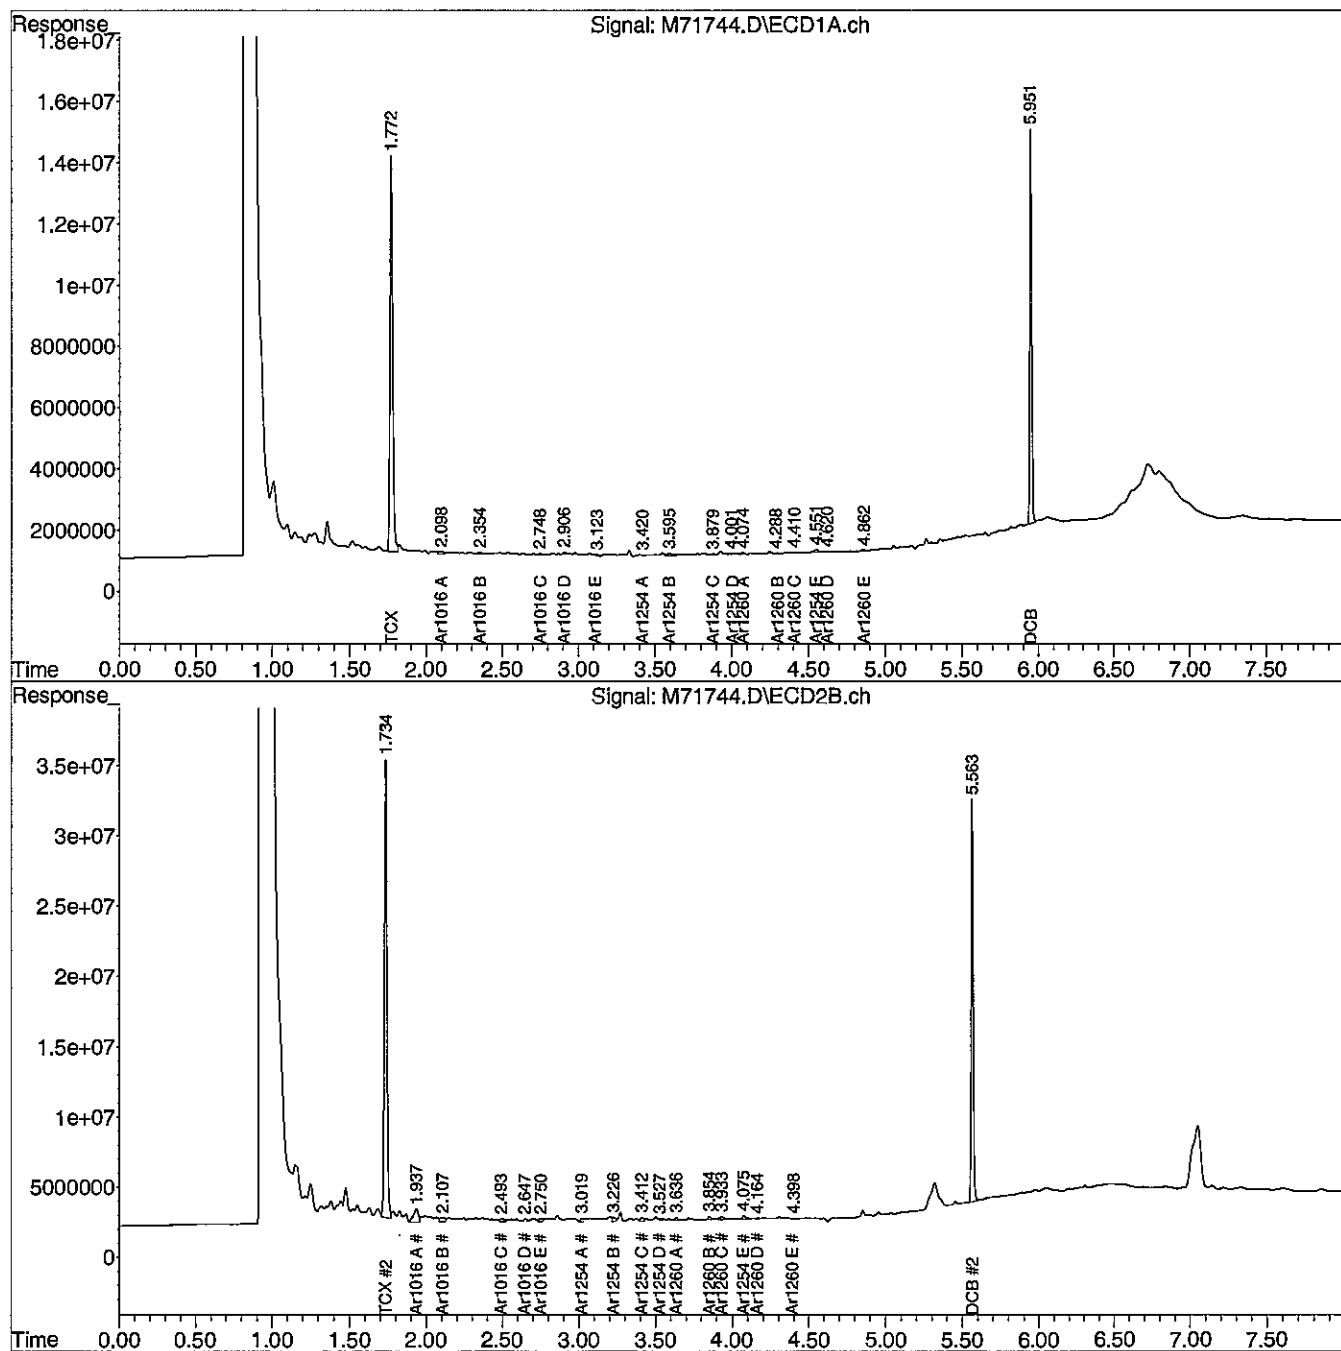 Response
Signal: M71744.D\ECD1A.ch
1.8e+07
1.6e+07
1.4e+07
1.2e+07
1e+07
8000000
6000000
4000000
2000000
0
1.772
2.098
2.354
2.748
2.906
3.123
3.420
3.595
3.879
4.001
4.074
4.288
4.410
4.551
4.620
4.862
5.951
TCX
Ar1016 A
Ar1016 B
Ar1016 C
Ar1016 D
Ar1016 E
Ar1254 A
Ar1254 B
Ar1254 C
Ar1254 D
Ar1260 A
Ar1260 B
Ar1260 C
Ar1254 E
Ar1260 D
Ar1260 E
DCB
Time
0.00 0.50 1.00 1.50 2.00 2.50 3.00 3.50 4.00 4.50 5.00 5.50 6.00 6.50 7.00 7.50
Response
Signal: M71744.D\ECD2B.ch
3.5e+07
3e+07
2.5e+07
2e+07
1.5e+07
1e+07
5000000
0
1.734
1.937
2.107
2.493
2.647
2.750
3.019
3.226
3.412
3.527
3.636
3.854
3.933
4.075
4.164
4.398
5.563
TCX #2
Ar1016 A #
Ar1016 B #
Ar1016 C #
Ar1016 D #
Ar1016 E #
Ar1254 A #
Ar1254 B #
Ar1254 C #
Ar1254 D #
Ar1260 A #
Ar1260 B #
Ar1260 C #
Ar1254 E #
Ar1260 D #
Ar1260 E #
DCB #2
Time
0.00 0.50 1.00 1.50 2.00 2.50 3.00 3.50 4.00 4.50 5.00 5.50 6.00 6.50 7.00 7.50